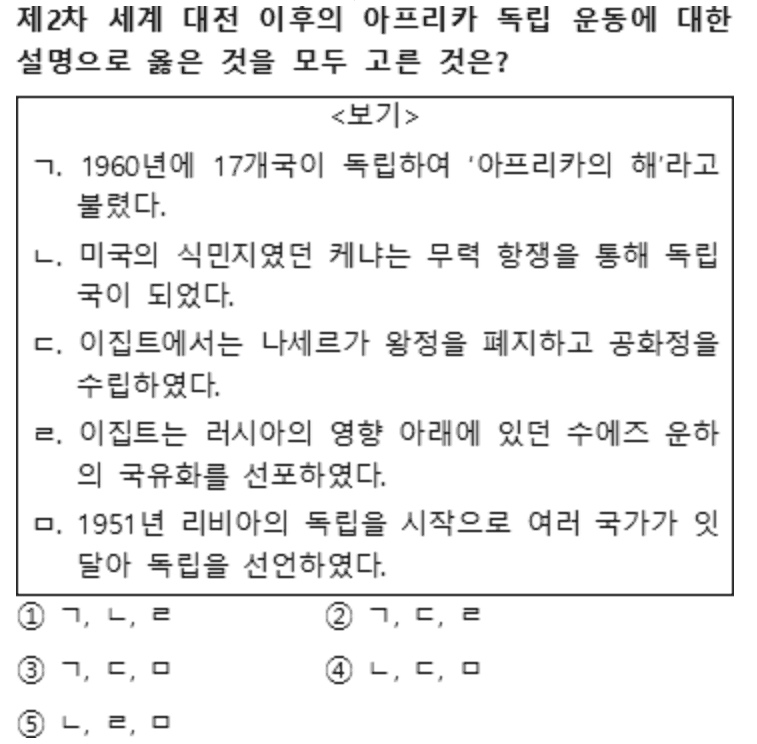 제2차 세계 대전 이후의 아프리카 독립 운동에 대한
설명으로 옳은 것을 모두 고른 것은?
<보기>
ㄱ. 1960년에 17개국이 독립하여 '아프리카의 해'라고
불렸다.
ㄴ. 미국의 식민지였던 케냐는 무력 항쟁을 통해 독립
국이 되었다.
ㄷ. 이집트에서는 나세르가 왕정을 폐지하고 공화정을
수립하였다.
ㄹ. 이집트는 러시아의 영향 아래에 있던 수에즈 운하
의 국유화를 선포하였다.
ㅁ. 1951년 리비아의 독립을 시작으로 여러 국가가 잇
달아 독립을 선언하였다.
① ㄱ, ㄴ, ㄹ ② ㄱ, ㄷ, ㄹ
③ ㄱ, ㄷ, ㅁ ④ ㄴ, ㄷ, ㅁ
⑤ ㄴ, ㄹ, ㅁ